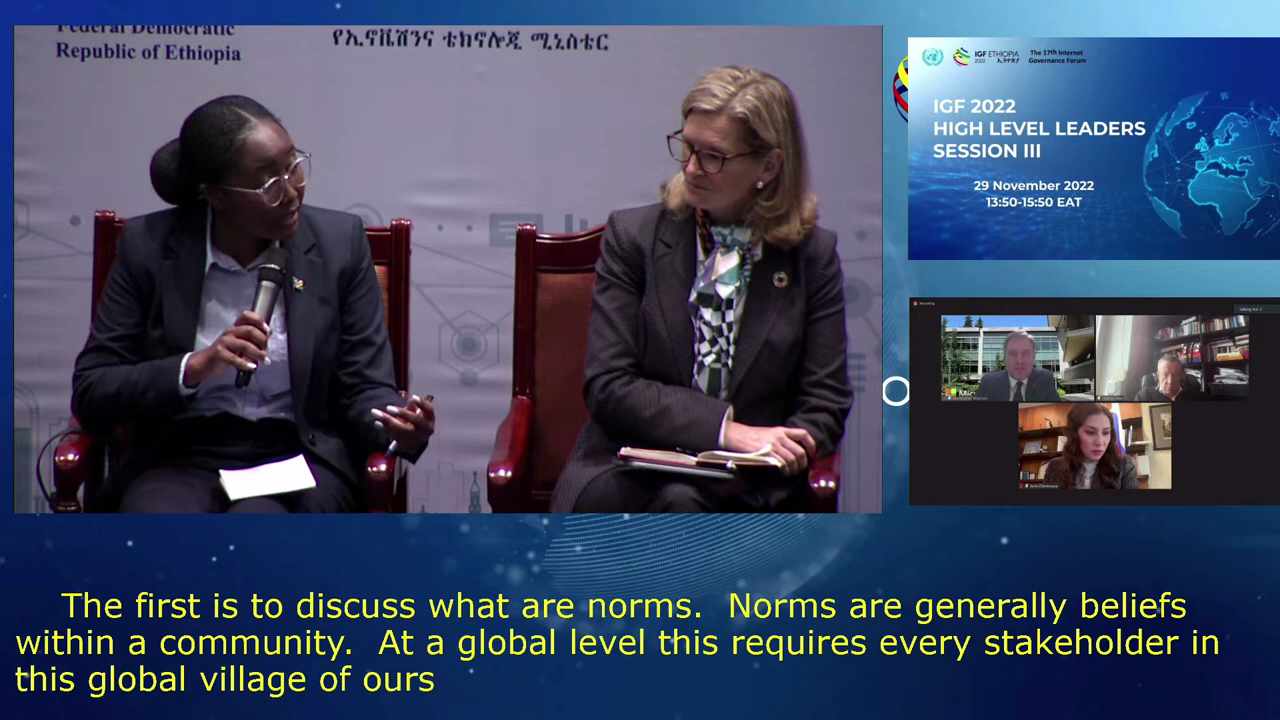 Federal Democratic
Republic of Ethiopia
የኢኖቬሽንና ቴክኖሎጂ ሚኒስቴር
IGF ETHIOPIA
2022 ኢትዮጵያ
The 17th Internet
Governance Forum
IGF 2022
HIGH LEVEL LEADERS
SESSION III
29 November 2022
13:50-15:50 EAT
The first is to discuss what are norms. Norms are generally beliefs
within a community. At a global level this requires every stakeholder in
this global village of ours